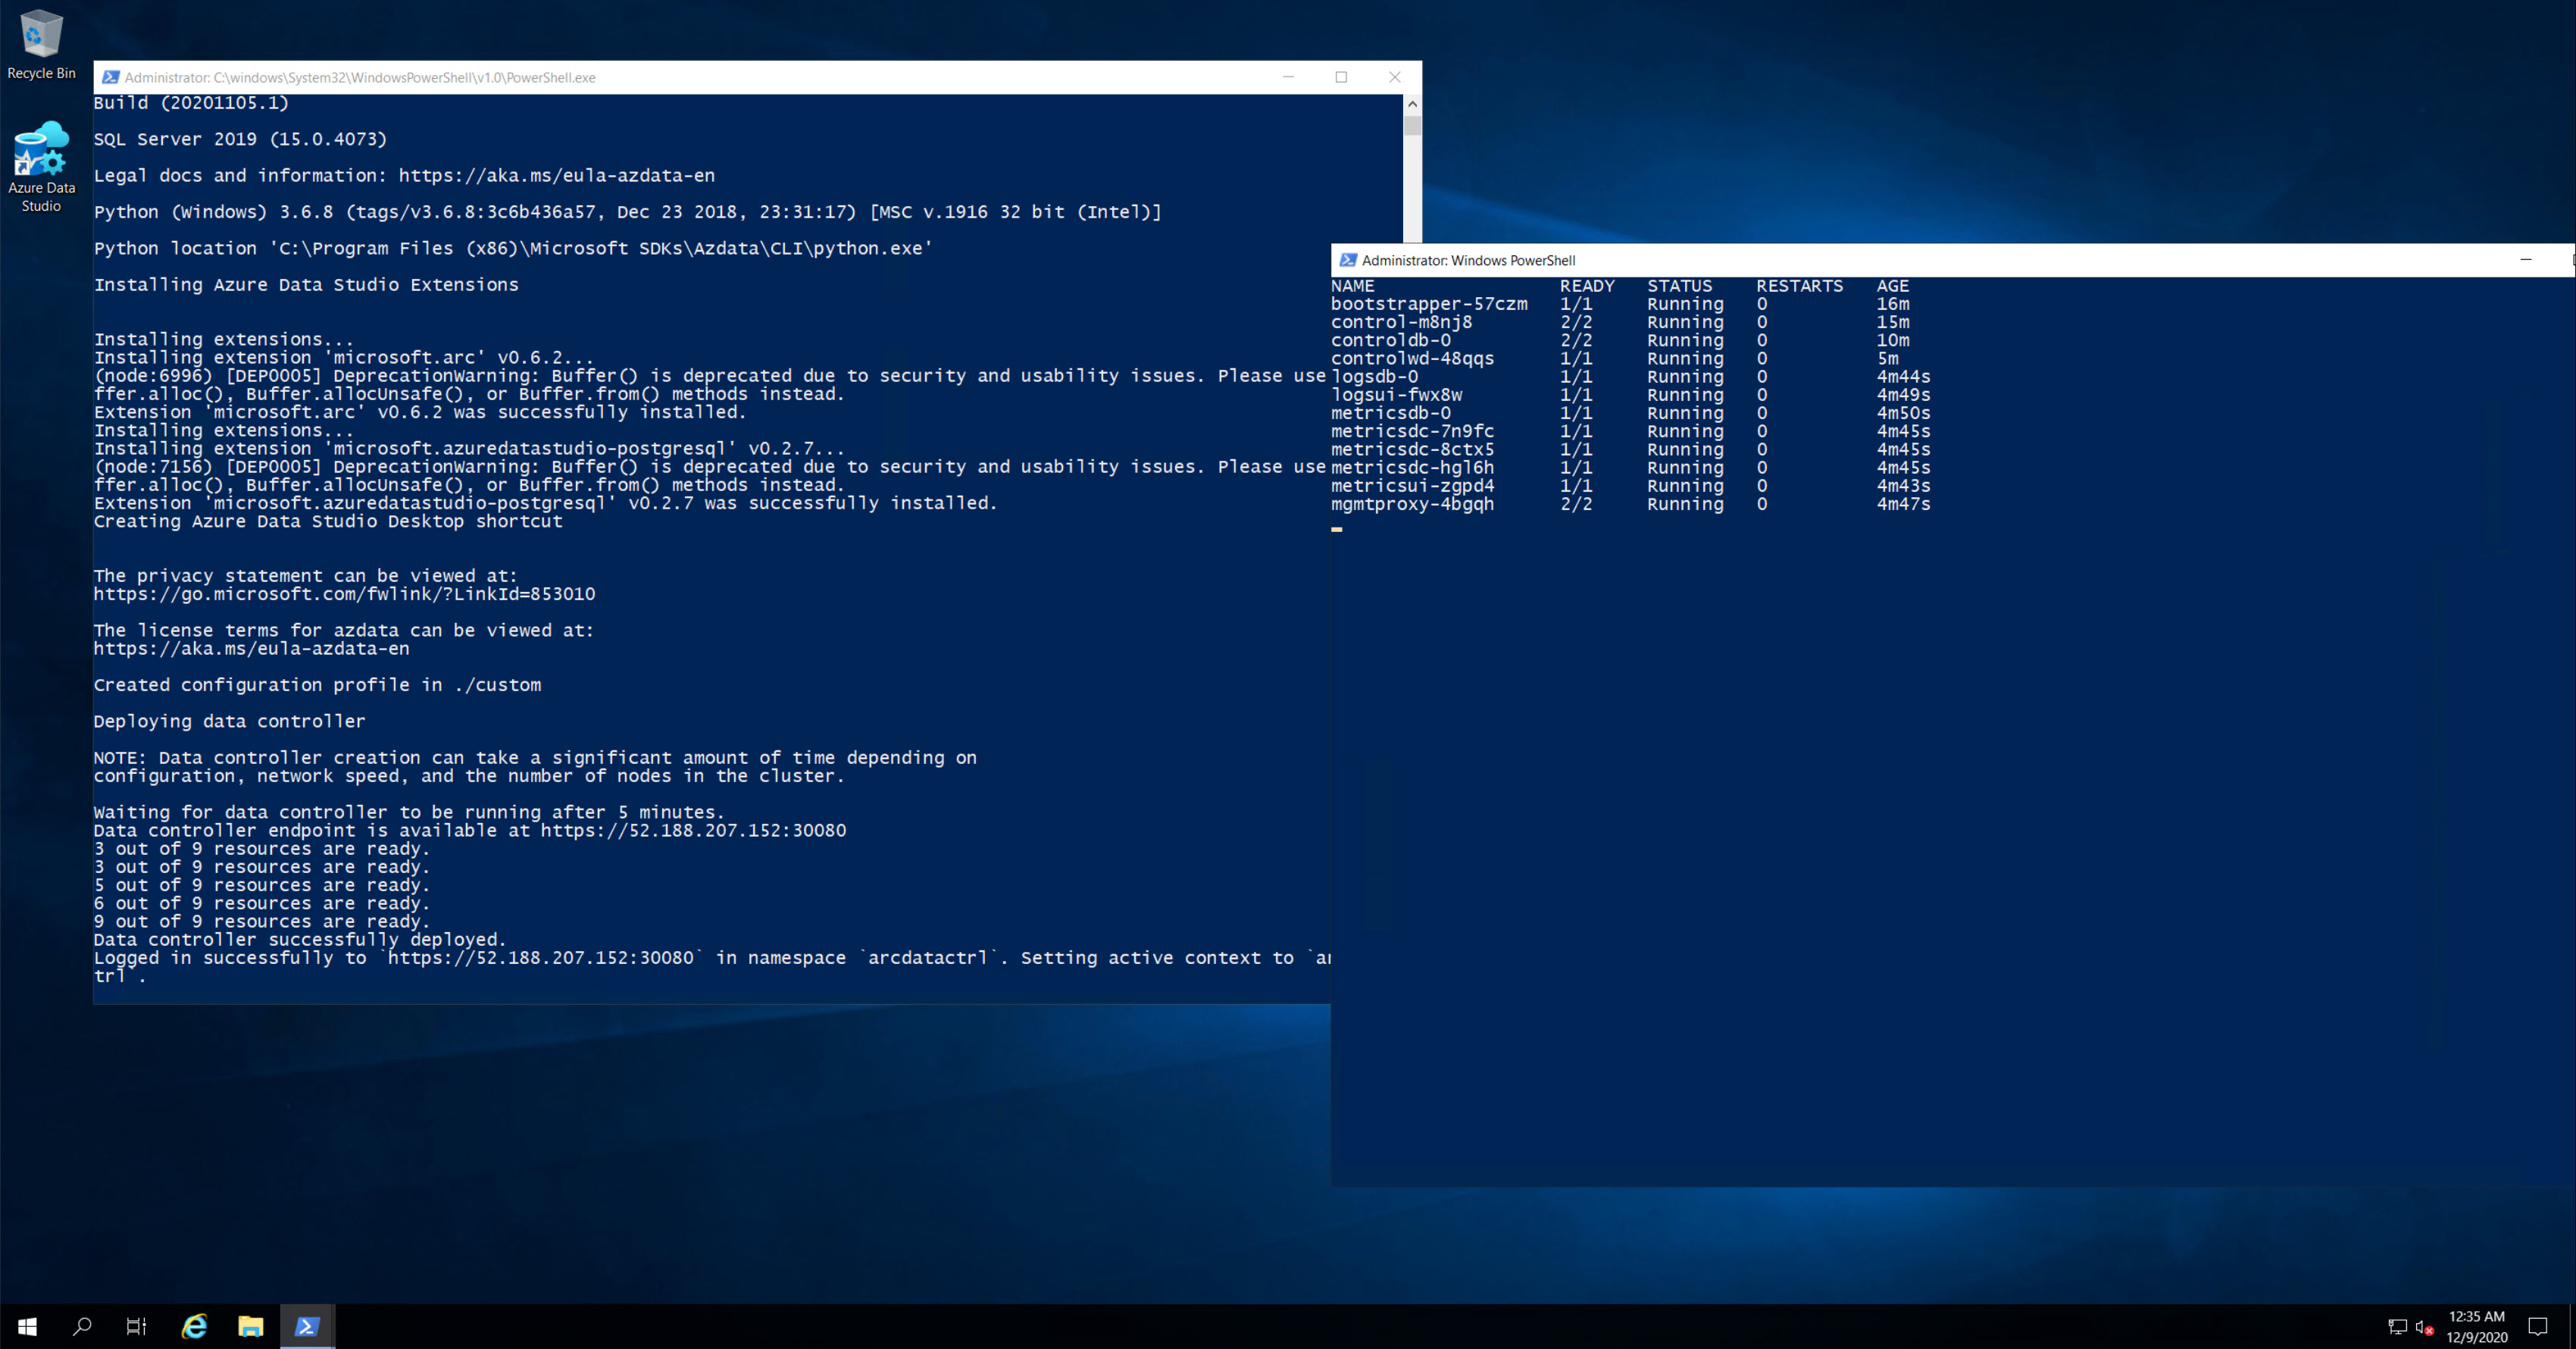 Recycle Bin
Azure Data
Studio
Administrator: C:\windows\System32\WindowsPowerShell\v1.0\PowerShell.exe
Build (20201105.1)
SQL Server 2019 (15.0.4073)
Legal docs and information: https://aka.ms/eula-azdata-en
Python (Windows) 3.6.8 (tags/v3.6.8:3c6b436a57, Dec 23 2018, 23:31:17) [MSC v.1916 32 bit (Intel)]
Python location 'C:\Program Files (x86)\Microsoft SDKs\Azdata\CLI\python.exe'
Installing Azure Data Studio Extensions
Installing extensions...
Installing extension 'microsoft.arc' v0.6.2...
(node:6996) [DEP0005] DeprecationWarning: Buffer() is deprecated due to security and usability issues. Please use
ffer.alloc(), Buffer.allocUnsafe(), or Buffer.from() methods instead.
Extension 'microsoft.arc' v0.6.2 was successfully installed.
Installing extensions...
Installing extension 'microsoft.azuredatastudio-postgresql' v0.2.7...
(node:7156) [DEP0005] DeprecationWarning: Buffer() is deprecated due to security and usability issues. Please use
ffer.alloc(), Buffer.allocUnsafe(), or Buffer.from() methods instead.
Extension 'microsoft.azuredatastudio-postgresql' v0.2.7 was successfully installed.
Creating Azure Data Studio Desktop shortcut
The privacy statement can be viewed at:
https://go.microsoft.com/fwlink/?LinkId=853010
The license terms for azdata can be viewed at:
https://aka.ms/eula-azdata-en
Created configuration profile in ./custom
Deploying data controller
NOTE: Data controller creation can take a significant amount of time depending on
configuration, network speed, and the number of nodes in the cluster.
Waiting for data controller to be running after 5 minutes.
Data controller endpoint is available at https://52.188.207.152:30080
3 out of 9 resources are ready.
3 out of 9 resources are ready.
5 out of 9 resources are ready.
6 out of 9 resources are ready.
9 out of 9 resources are ready.
Data controller successfully deployed.
Logged in successfully to `https://52.188.207.152:30080` in namespace `arcdatactrl`. Setting active context to `ar
trl`.
Administrator: Windows PowerShell
NAME READY STATUS RESTARTS AGE
bootstrapper-57czm 1/1 Running 0 16m
control-m8nj8 2/2 Running 0 15m
controldb-0 2/2 Running 0 10m
controlwd-48qqs 1/1 Running 0 5m
logsdb-0 1/1 Running 0 4m44s
logsui-fwx8w 1/1 Running 0 4m49s
metricsdb-0 1/1 Running 0 4m50s
metricsdc-7n9fc 1/1 Running 0 4m45s
metricsdc-8ctx5 1/1 Running 0 4m45s
metricsdc-hgl6h 1/1 Running 0 4m45s
metricsui-zgpd4 1/1 Running 0 4m43s
mgmtproxy-4bgqh 2/2 Running 0 4m47s
12:35 AM
12/9/2020